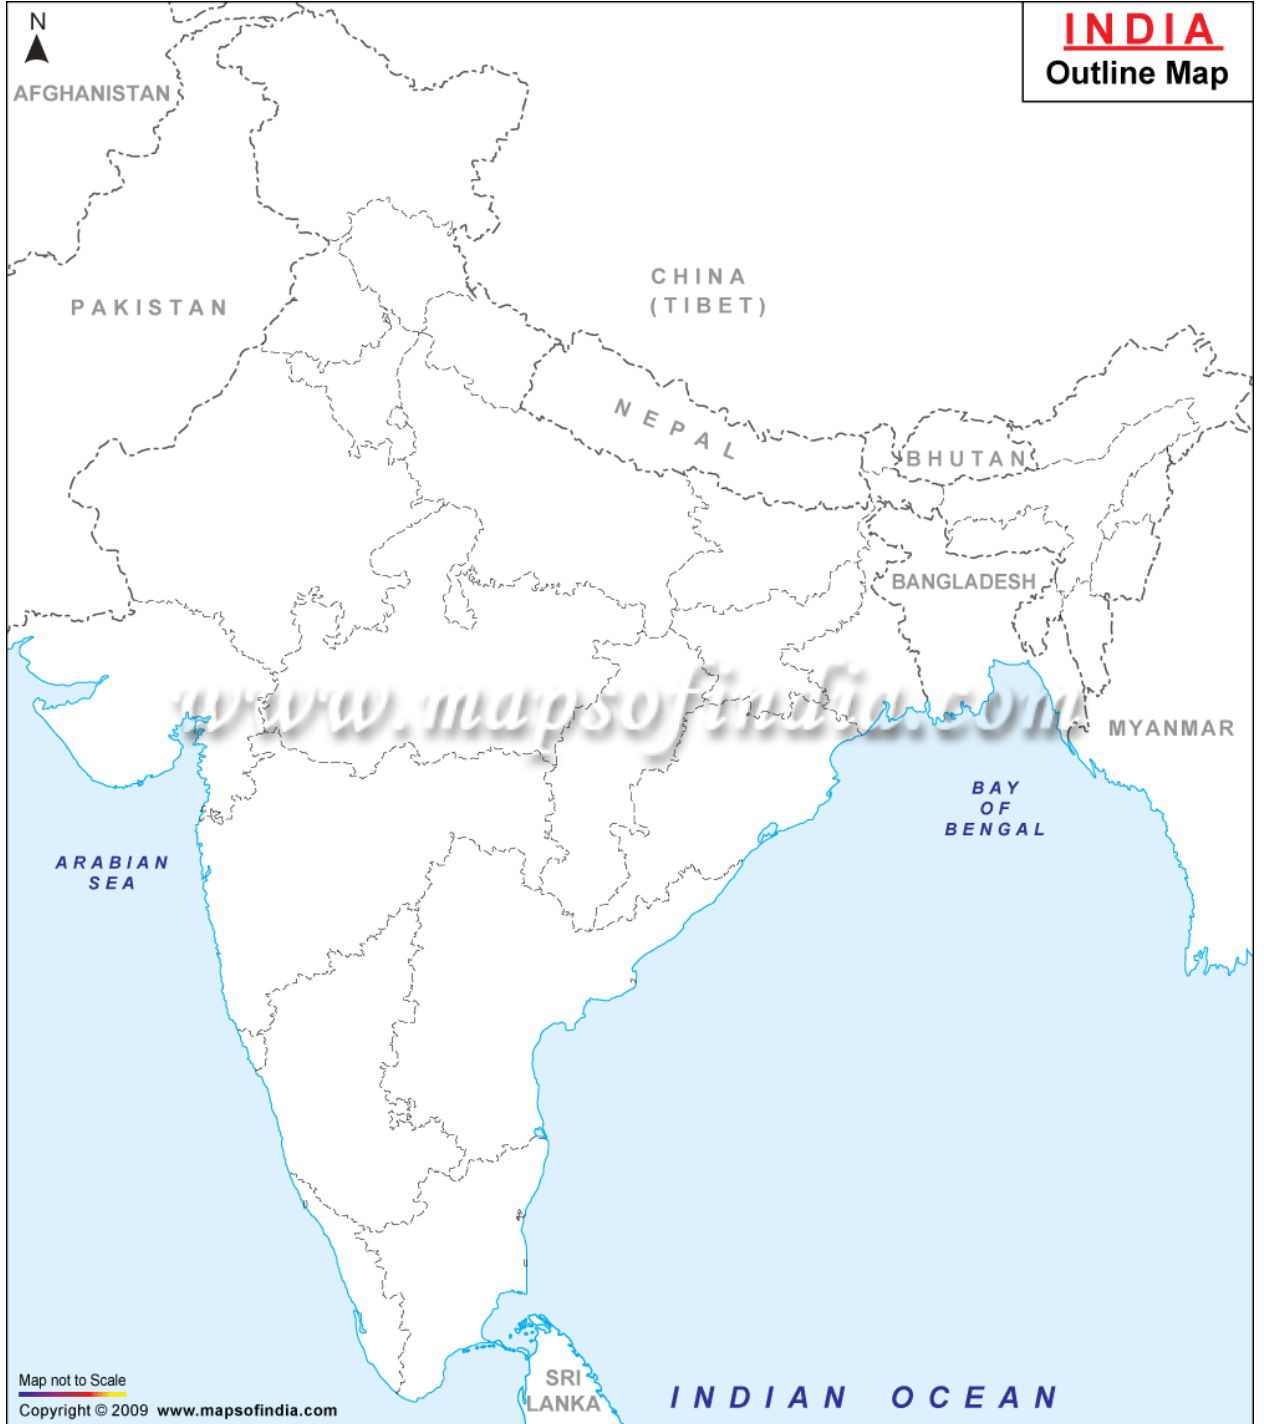 N
INDIA
Outline Map
AFGHANISTAN
CHINA
(TIBET)
PAKISTAN
NEPAL
BHUTAN
BANGLADESH
www.mapsofindia.com
MYANMAR
BAY
OF
BENGAL
ARABIAN
SEA
SRI
LANKA
INDIAN OCEAN
Map not to Scale
Copyright © 2009 www.mapsofindia.com